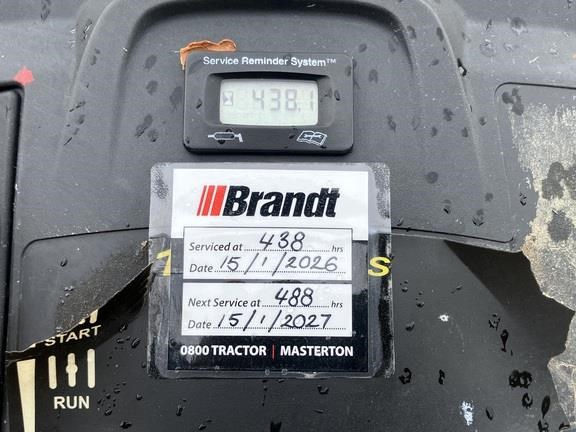 Service Reminder System™
438.1
Brandt
Serviced at 438 hrs
Date 15/1/2026
Next Service at 488 hrs
Date 15/1/2027
0800 TRACTOR | MASTERTON
START
RUN